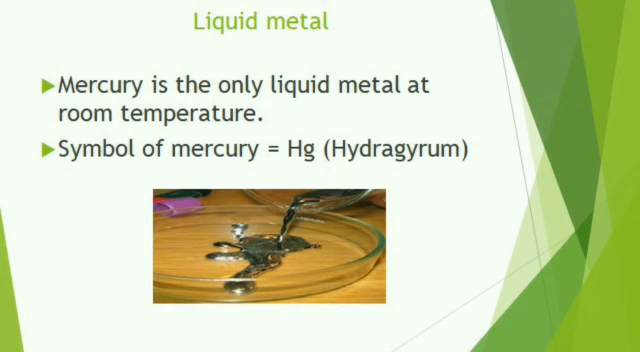 Liquid metal
Mercury is the only liquid metal at
room temperature.
Symbol of mercury = Hg (Hydragyrum)